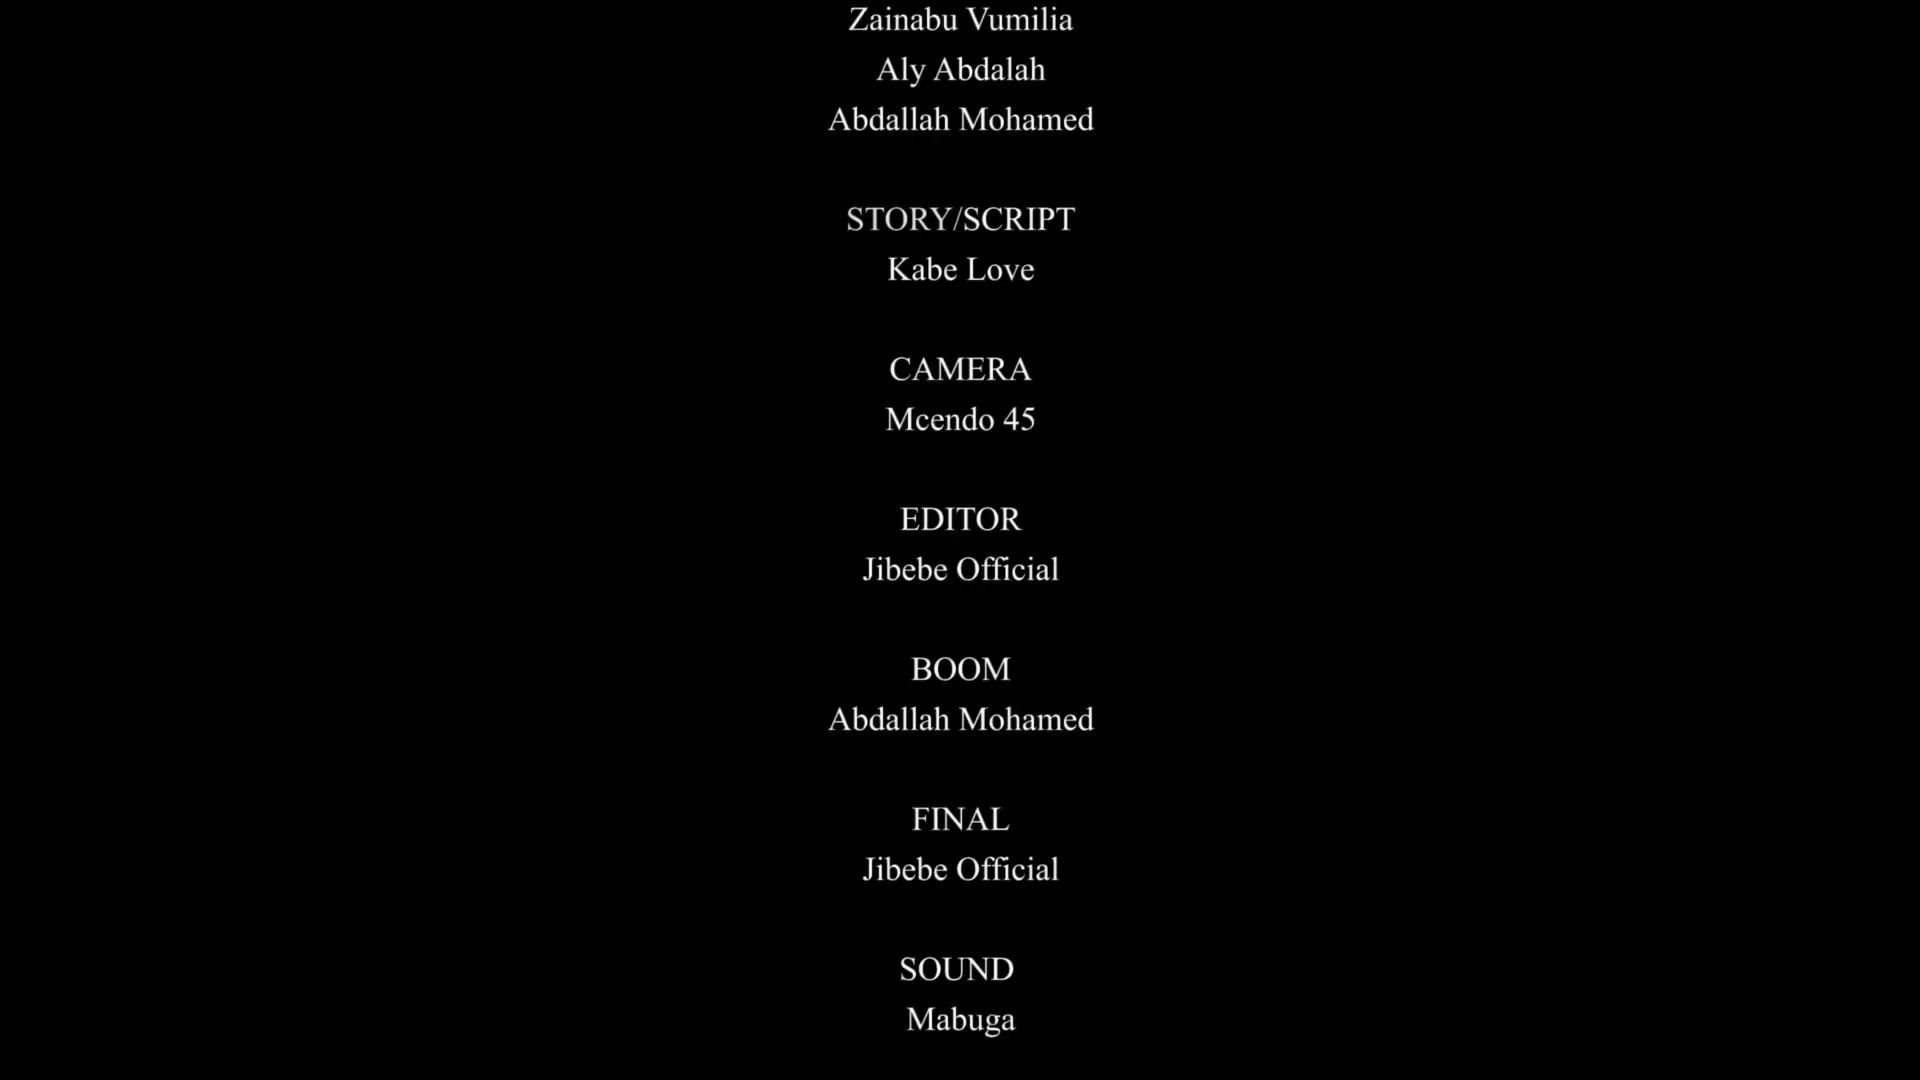 Zainabu Vumilia
Aly Abdalah
Abdallah Mohamed
STORY/SCRIPT
Kabe Love
CAMERA
Mcendo 45
EDITOR
Jibebe Official
BOOM
Abdallah Mohamed
FINAL
Jibebe Official
SOUND
Mabuga